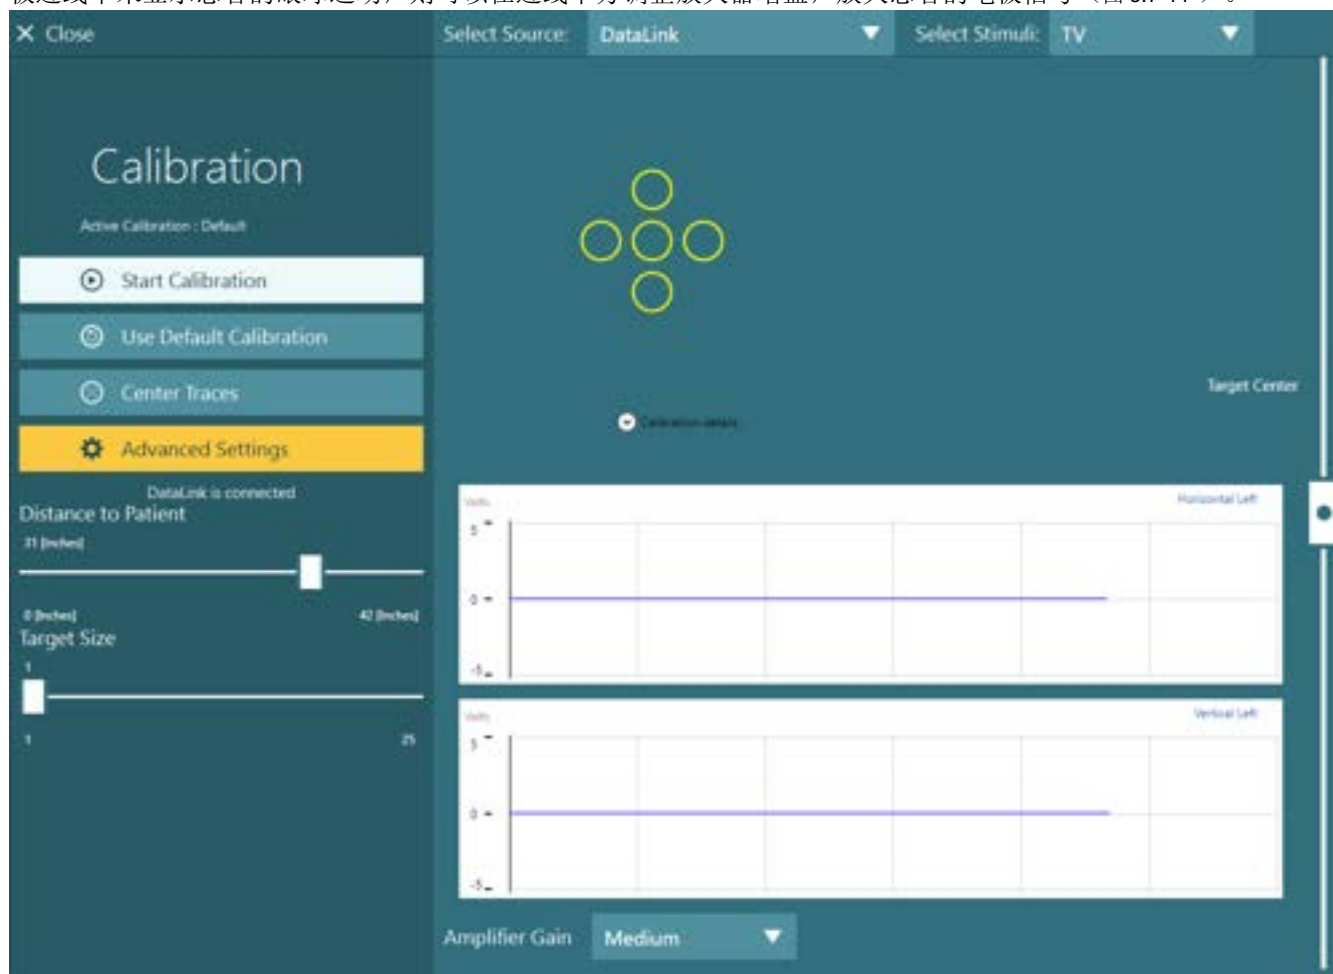 Close
Select Source: DataLink
Select Stimuli: TV
Calibration
Active Calibration : Default
Start Calibration
Use Default Calibration
Center Traces
Advanced Settings
DataLink is connected
Distance to Patient
31 [Inches]
0 [Inches] 42 [Inches]
Target Size
1
1 25
Target Center
Calibration details
Volts
Horizontal Left
5
0
-5
Volts
Vertical Left
5
0
-5
Amplifier Gain Medium